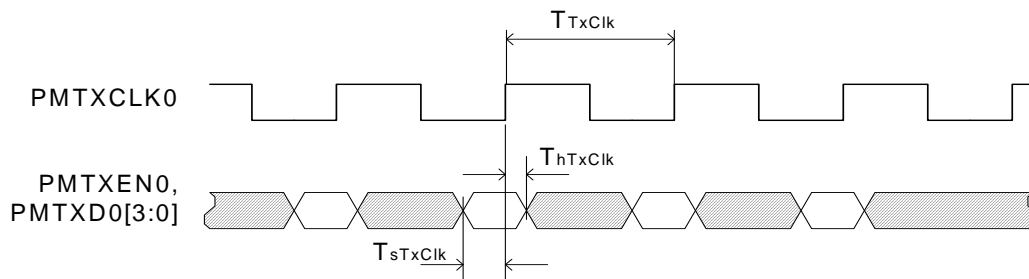 TTxClk
PMTXCLK0
ThTxClk
PMTXEN0,
PMTXD0[3:0]
TsTxClk